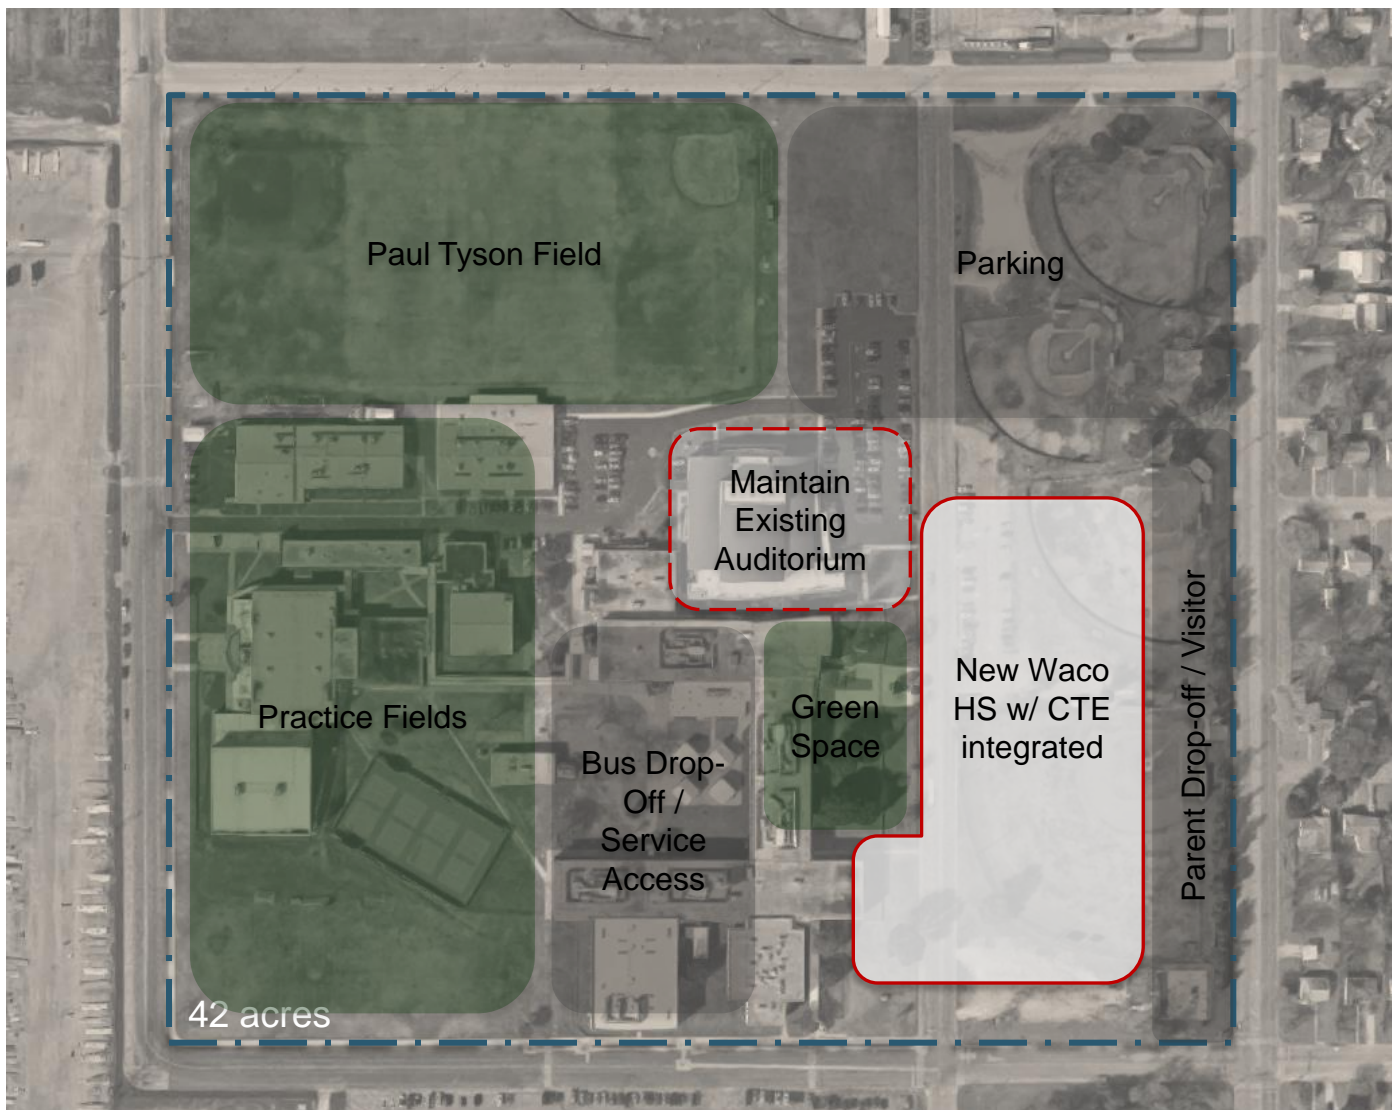 Paul Tyson Field
Parking
Maintain
Existing
Auditorium
New Waco
HS w/ CTE
integrated
Green
Space
Practice Fields
Bus Drop-
Off /
Service
Access
Parent Drop-off / Visitor
42 acres